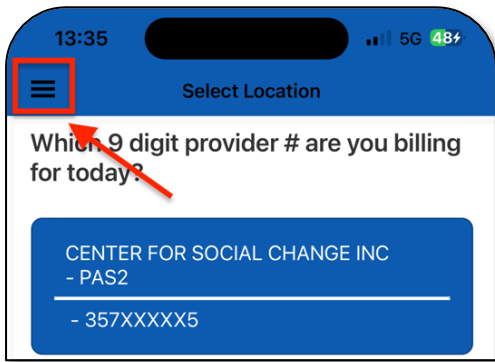 13:35 5G 48
Select Location
Which 9 digit provider # are you billing
for today?
CENTER FOR SOCIAL CHANGE INC
- PAS2
- 357XXXXX5